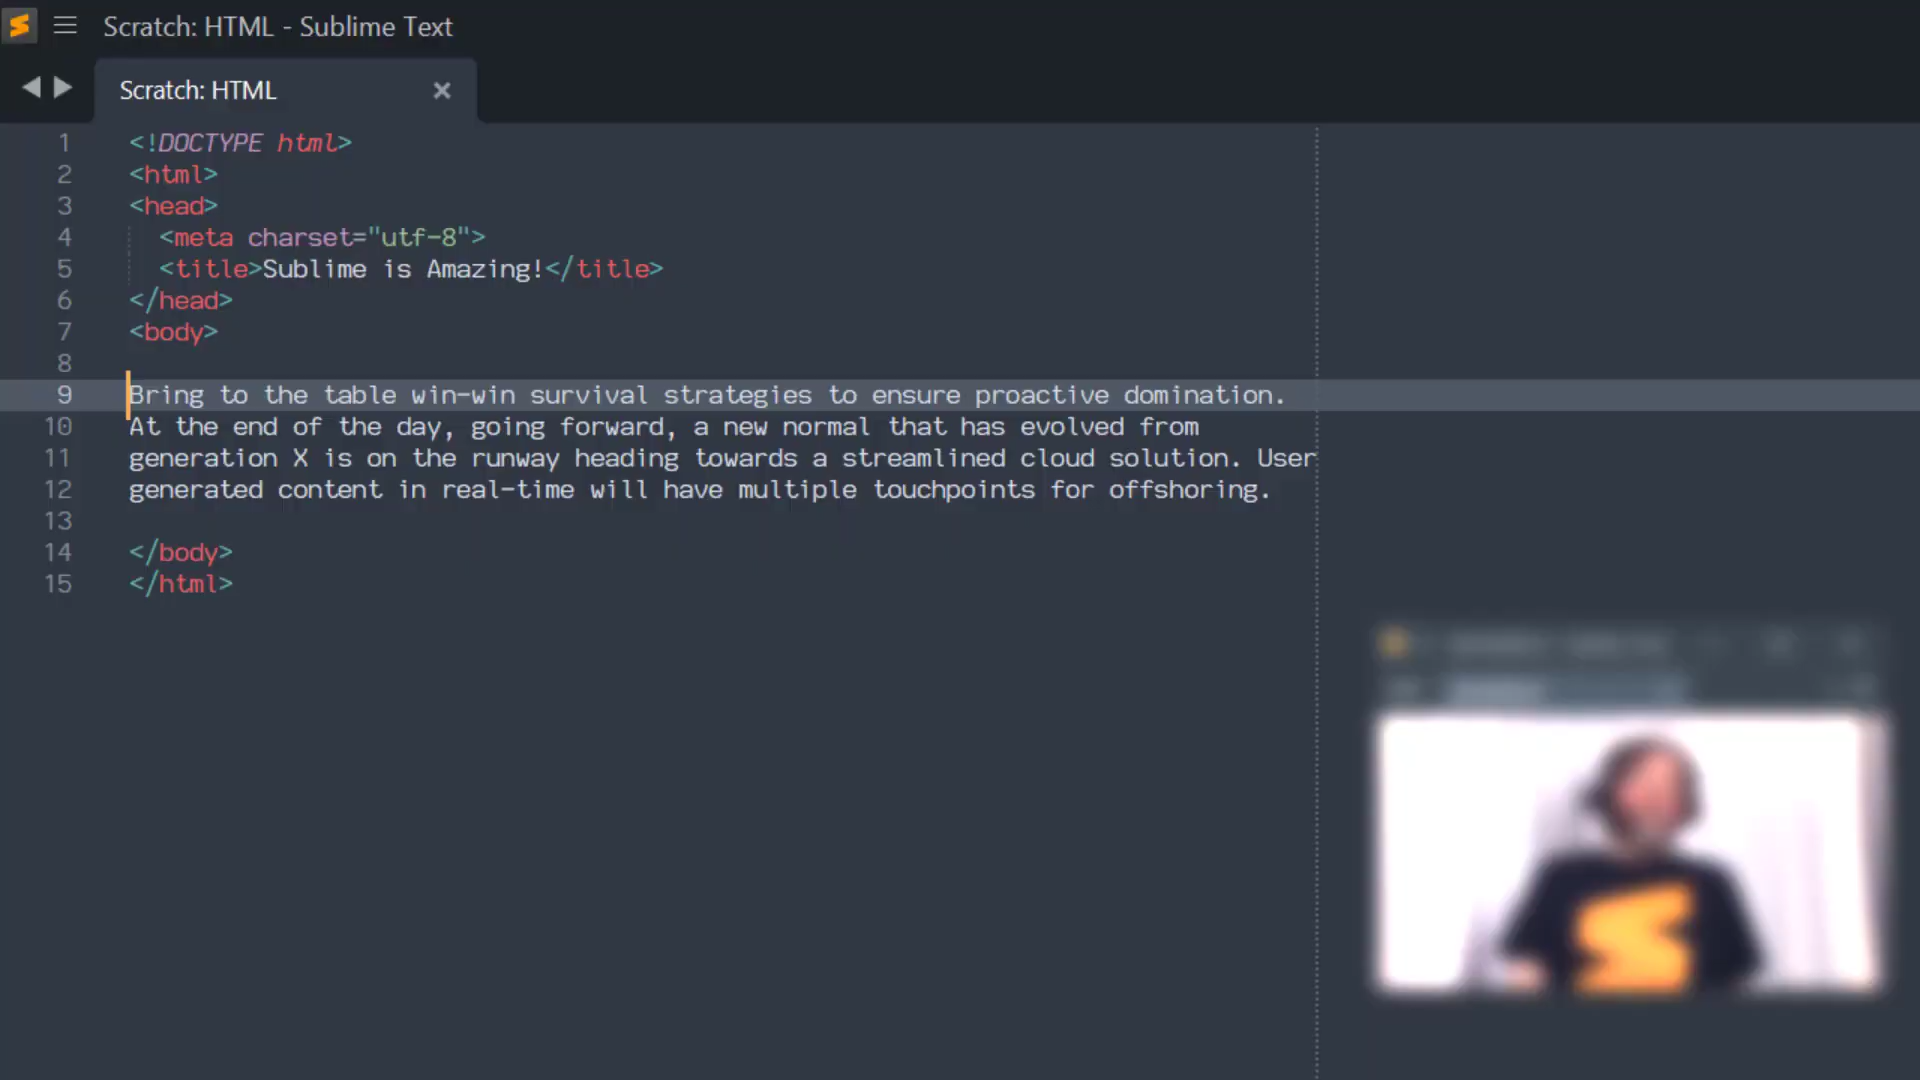 Scratch: HTML - Sublime Text
Scratch: HTML
1 <!DOCTYPE html>
2 <html>
3 <head>
4 <meta charset="utf-8">
5 <title>Sublime is Amazing!</title>
6 </head>
7 <body>
8
9 Bring to the table win-win survival strategies to ensure proactive domination.
10 At the end of the day, going forward, a new normal that has evolved from
11 generation X is on the runway heading towards a streamlined cloud solution. User
12 generated content in real-time will have multiple touchpoints for offshoring.
13
14 </body>
15 </html>